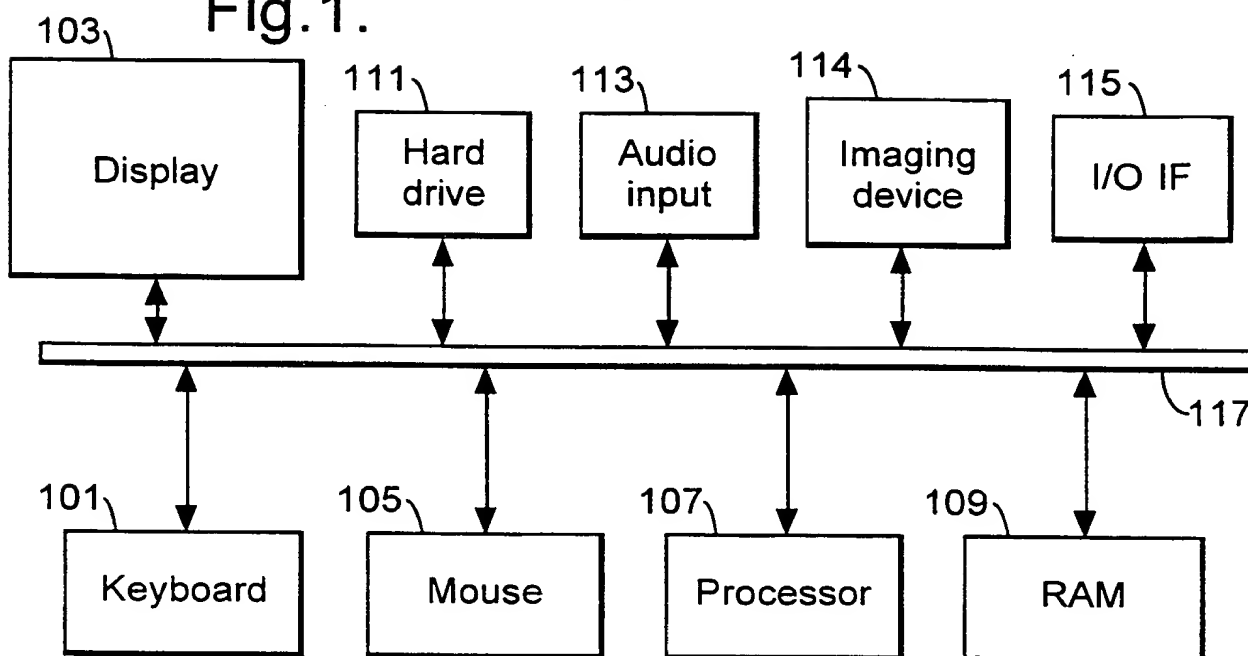 Fig.1.
103
111
113
114
115
Display
Hard
drive
Audio
input
Imaging
device
I/O IF
117
101
105
107
109
Keyboard
Mouse
Processor
RAM